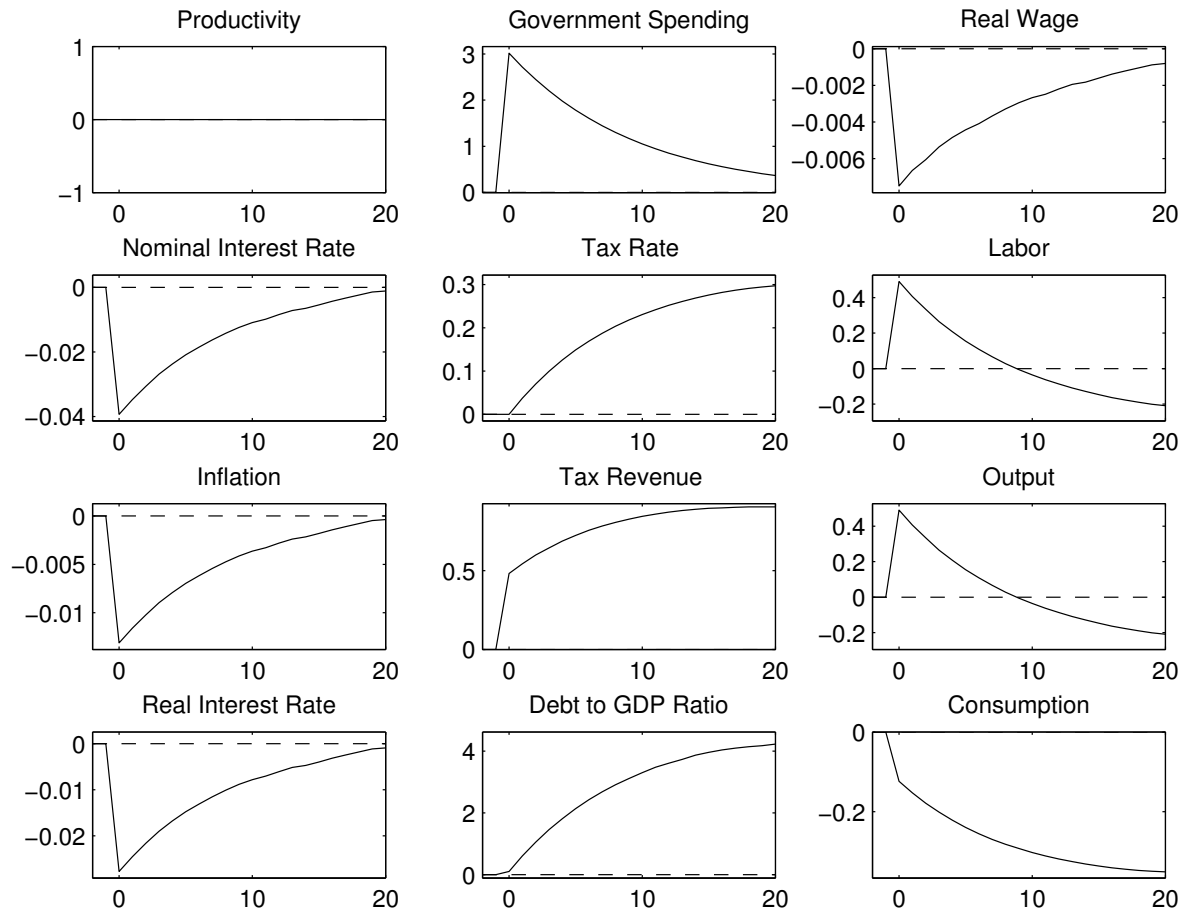 Productivity
1
0
−1
0 10 20
Government Spending
3
2
1
0
0 10 20
Real Wage
0
−0.002
−0.004
−0.006
0 10 20
Nominal Interest Rate
0
−0.02
−0.04
0 10 20
Tax Rate
0.3
0.2
0.1
0
0 10 20
Labor
0.4
0.2
0
−0.2
0 10 20
Inflation
0
−0.005
−0.01
0 10 20
Tax Revenue
0.5
0
0 10 20
Output
0.4
0.2
0
−0.2
0 10 20
Real Interest Rate
0
−0.01
−0.02
0 10 20
Debt to GDP Ratio
4
2
0
0 10 20
Consumption
0
−0.2
0 10 20